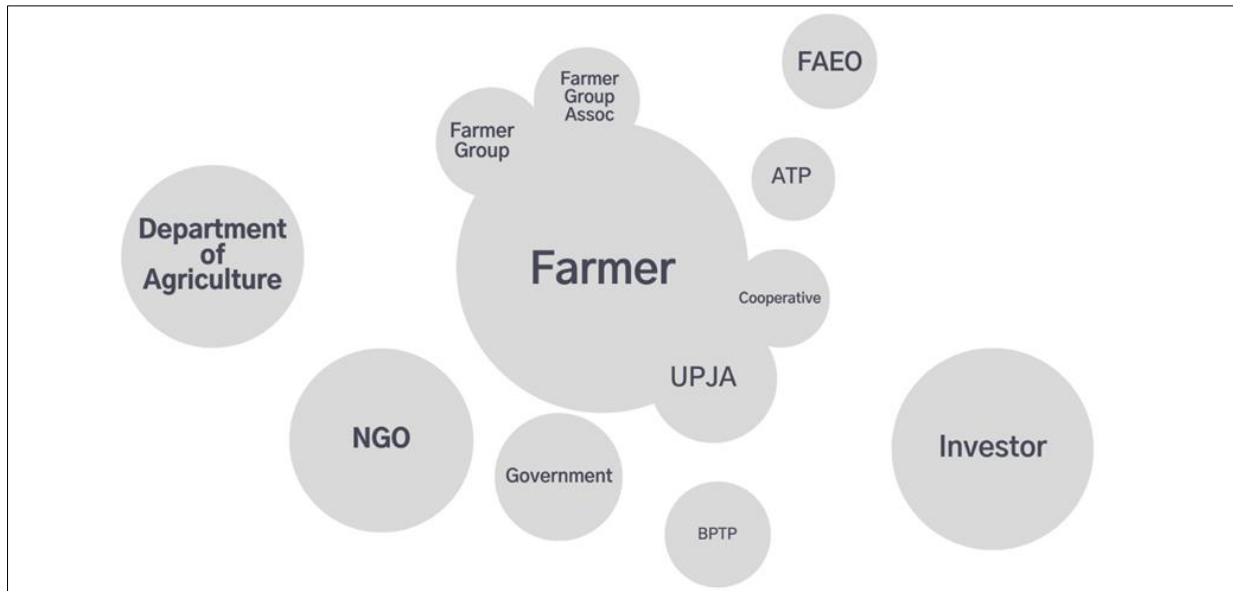 FAEO
Farmer
Group
Assoc
Farmer
Group
ATP
Department
of
Agriculture
Farmer
Cooperative
UPJA
NGO
Government
Investor
BPTP